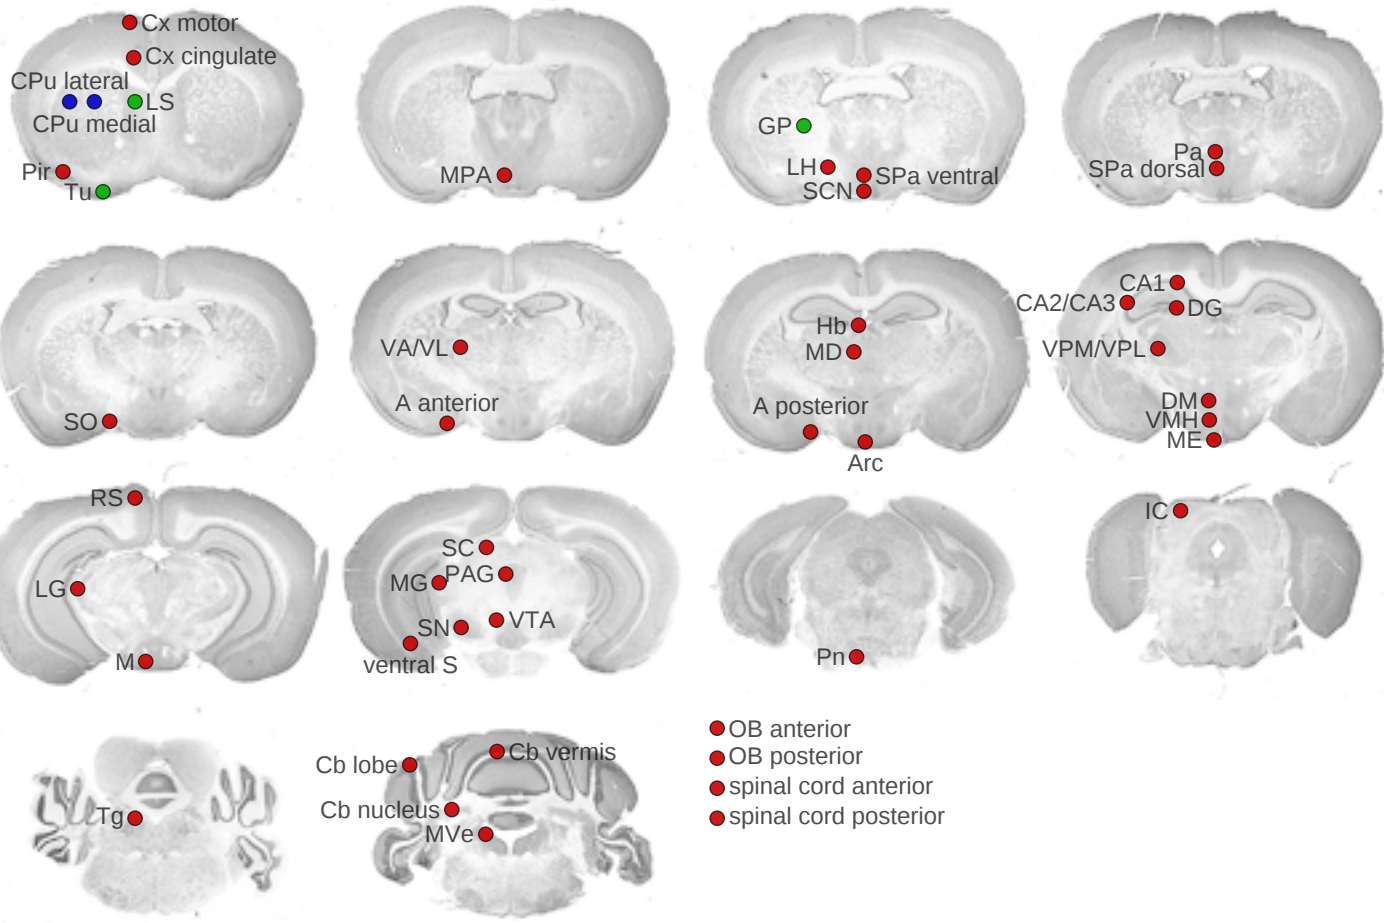 Cx motor
Cx cingulate
CPu lateral
LS
CPu medial
Pir
Tu
MPA
GP
LH
SPa ventral
SCN
Pa
SPa dorsal
SO
VA/VL
A anterior
Hb
MD
A posterior
Arc
CA1
CA2/CA3
DG
VPM/VPL
DM
VMH
ME
RS
LG
M
SC
MG
PAG
SN
VTA
ventral S
Pn
IC
Tg
Cb vermis
Cb lobe
Cb nucleus
MVe
OB anterior
OB posterior
spinal cord anterior
spinal cord posterior